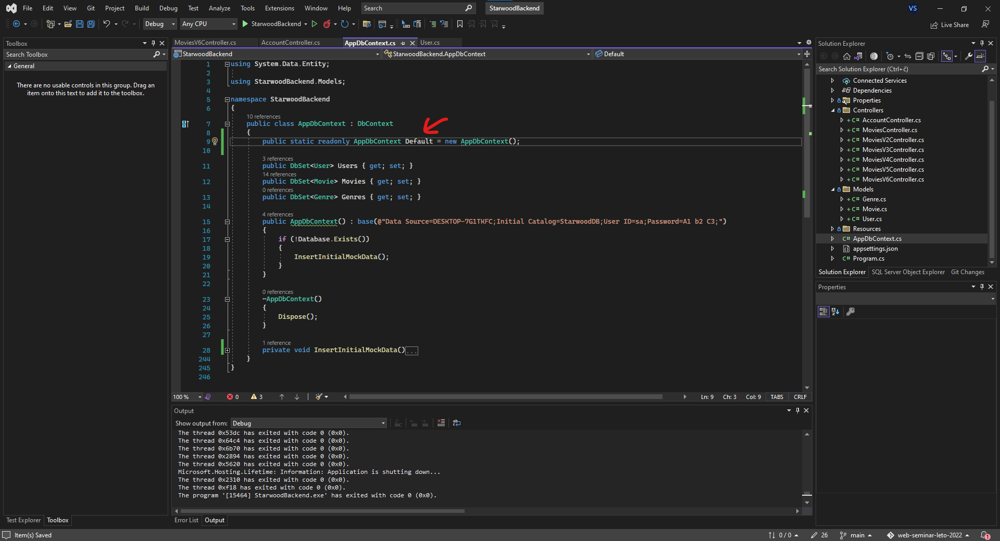 File Edit View Git Project Build Debug Test Analyze Tools Extensions Window Help Search StarwoodBackend VS
Debug Any CPU StarwoodBackend Live Share
Toolbox
Search Toolbox
General
There are no usable controls in this group. Drag an
item onto this text to add it to the toolbox.
Test Explorer Toolbox
MoviesV6Controller.cs AccountController.cs AppDbContext.cs User.cs
StarwoodBackend StarwoodBackend.AppDbContext Default
1 using System.Data.Entity;
2
3 using StarwoodBackend.Models;
4
5 namespace StarwoodBackend
6 {
10 references
7 public class AppDbContext : DbContext
8 {
9 public static readonly AppDbContext Default = new AppDbContext();
10
3 references
11 public DbSet<User> Users { get; set; }
14 references
12 public DbSet<Movie> Movies { get; set; }
0 references
13 public DbSet<Genre> Genres { get; set; }
14
4 references
15 public AppDbContext() : base(@"Data Source=DESKTOP-7G1TKFC;Initial Catalog=StarwoodDB;User ID=sa;Password=A1 b2 C3;")
16 {
17 if (!Database.Exists())
18 {
19 InsertInitialMockData();
20 }
21 }
22
0 references
23 ~AppDbContext()
24 {
25 Dispose();
26 }
27
1 reference
28 private void InsertInitialMockData()...
244 }
245 }
246
100 % 0 3 Ln: 9 Ch: 3 Col: 9 TABS CRLF
Output
Show output from: Debug
The thread 0x53dc has exited with code 0 (0x0).
The thread 0x64c4 has exited with code 0 (0x0).
The thread 0x6b70 has exited with code 0 (0x0).
The thread 0x2894 has exited with code 0 (0x0).
The thread 0x5620 has exited with code 0 (0x0).
Microsoft.Hosting.Lifetime: Information: Application is shutting down...
The thread 0x2310 has exited with code 0 (0x0).
The thread 0xf18 has exited with code 0 (0x0).
The program '[15464] StarwoodBackend.exe' has exited with code 0 (0x0).
Error List Output
Solution Explorer
Search Solution Explorer (Ctrl+č)
Connected Services
Dependencies
Properties
Controllers
C# AccountController.cs
C# MoviesController.cs
C# MoviesV2Controller.cs
C# MoviesV3Controller.cs
C# MoviesV4Controller.cs
C# MoviesV5Controller.cs
C# MoviesV6Controller.cs
Models
C# Genre.cs
C# Movie.cs
C# User.cs
Resources
C# AppDbContext.cs
appsettings.json
C# Program.cs
Solution Explorer SQL Server Object Explorer Git Changes
Properties
Item(s) Saved 0 / 0 26 main web-seminar-leto-2022 1